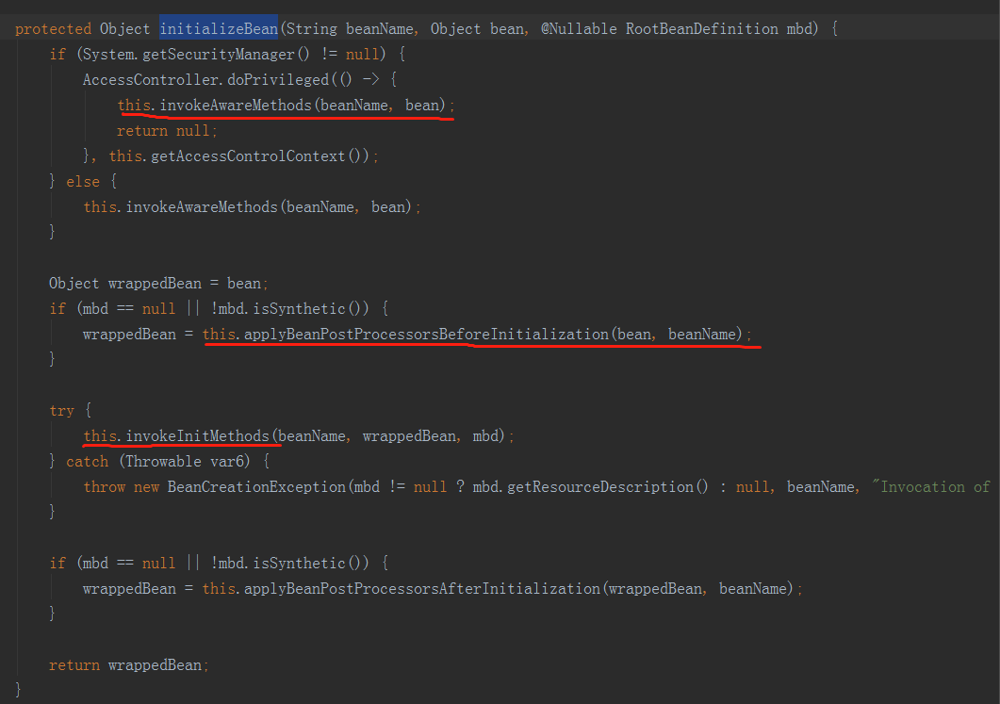 protected Object initializeBean(String beanName, Object bean, @Nullable RootBeanDefinition mbd) {
if (System.getSecurityManager() != null) {
AccessController.doPrivileged(() -> {
this.invokeAwareMethods(beanName, bean);
return null;
}, this.getAccessControlContext());
} else {
this.invokeAwareMethods(beanName, bean);
}
Object wrappedBean = bean;
if (mbd == null || !mbd.isSynthetic()) {
wrappedBean = this.applyBeanPostProcessorsBeforeInitialization(bean, beanName);
}
try {
this.invokeInitMethods(beanName, wrappedBean, mbd);
} catch (Throwable var6) {
throw new BeanCreationException(mbd != null ? mbd.getResourceDescription() : null, beanName, "Invocation of
}
if (mbd == null || !mbd.isSynthetic()) {
wrappedBean = this.applyBeanPostProcessorsAfterInitialization(wrappedBean, beanName);
}
return wrappedBean;
}